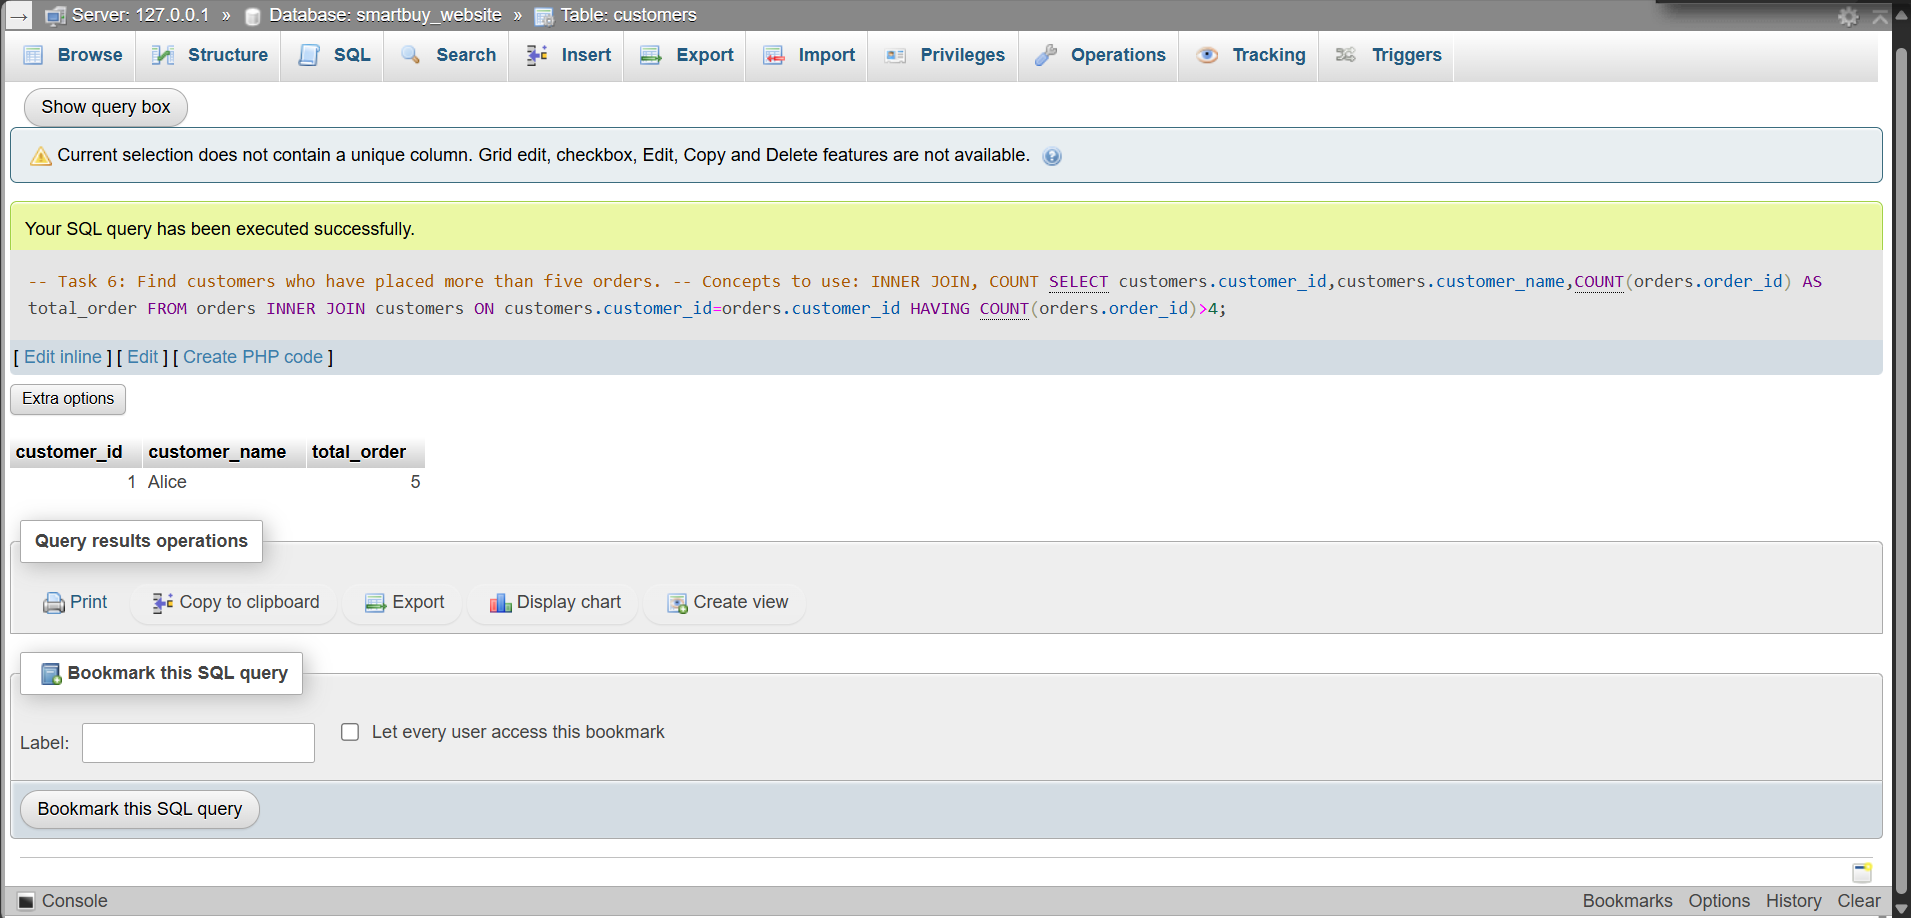 Server: 127.0.0.1 » Database: smartbuy_website » Table: customers
Browse Structure SQL Search Insert Export Import Privileges Operations Tracking Triggers
Show query box
Current selection does not contain a unique column. Grid edit, checkbox, Edit, Copy and Delete features are not available.
Your SQL query has been executed successfully.
-- Task 6: Find customers who have placed more than five orders. -- Concepts to use: INNER JOIN, COUNT SELECT customers.customer_id,customers.customer_name,COUNT(orders.order_id) AS
total_order FROM orders INNER JOIN customers ON customers.customer_id=orders.customer_id HAVING COUNT(orders.order_id)>4;
[ Edit inline ] [ Edit ] [ Create PHP code ]
Extra options
customer_id customer_name total_order
1 Alice 5
Query results operations
Print Copy to clipboard Export Display chart Create view
Bookmark this SQL query
Label: Let every user access this bookmark
Bookmark this SQL query
Console Bookmarks Options History Clear